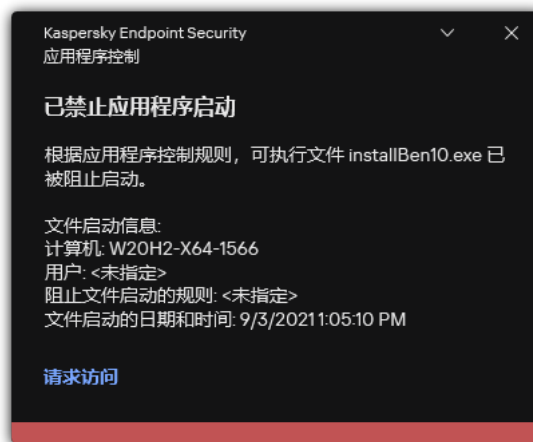 Kaspersky Endpoint Security
应用程序控制
已禁止应用程序启动
根据应用程序控制规则，可执行文件 installBen10.exe 已
被阻止启动。
文件启动信息:
计算机: W20H2-X64-1566
用户: <未指定>
阻止文件启动的规则: <未指定>
文件启动的日期和时间: 9/3/2021 1:05:10 PM
请求访问